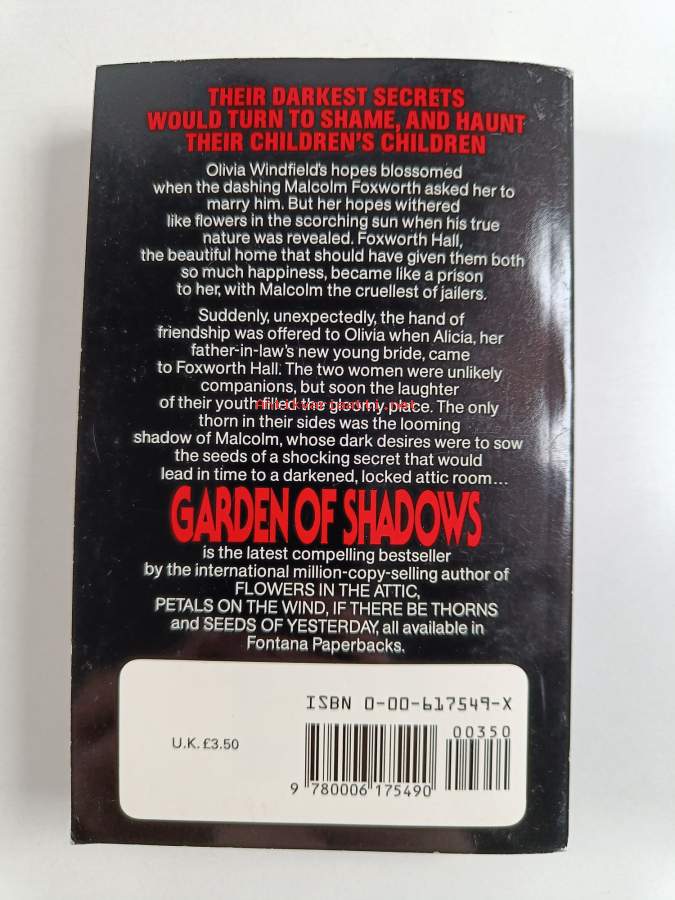 THEIR DARKEST SECRETS
WOULD TURN TO SHAME, AND HAUNT
THEIR CHILDREN'S CHILDREN
Olivia Windfield's hopes blossomed
when the dashing Malcolm Foxworth asked her to
marry him. But her hopes withered
like flowers in the scorching sun when his true
nature was revealed. Foxworth Hall,
the beautiful home that should have given them both
so much happiness, became like a prison
to her, with Malcolm the cruellest of jailers.
Suddenly, unexpectedly, the hand of
friendship was offered to Olivia when Alicia, her
father-in-law's new young bride, came
to Foxworth Hall. The two women were unlikely
companions, but soon the laughter
of their youth filled the gloomy place. The only
Antikvariaatti.net
thorn in their sides was the looming
shadow of Malcolm, whose dark desires were to sow
the seeds of a shocking secret that would
lead in time to a darkened, locked attic room...
GARDEN OF SHADOWS
is the latest compelling bestseller
by the international million-copy-selling author of
FLOWERS IN THE ATTIC,
PETALS ON THE WIND, IF THERE BE THORNS
and SEEDS OF YESTERDAY, all available in
Fontana Paperbacks.
ISBN 0-00-617549-X
00350
U.K. £3.50
9 780006 175490